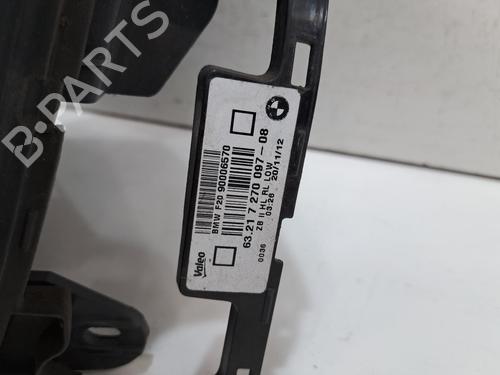 B-PARTS
BMW F20 90006570
63.21 7 270 097-08
ZB II HL RL LOW
0036 03:26 20/11/12
Valeo